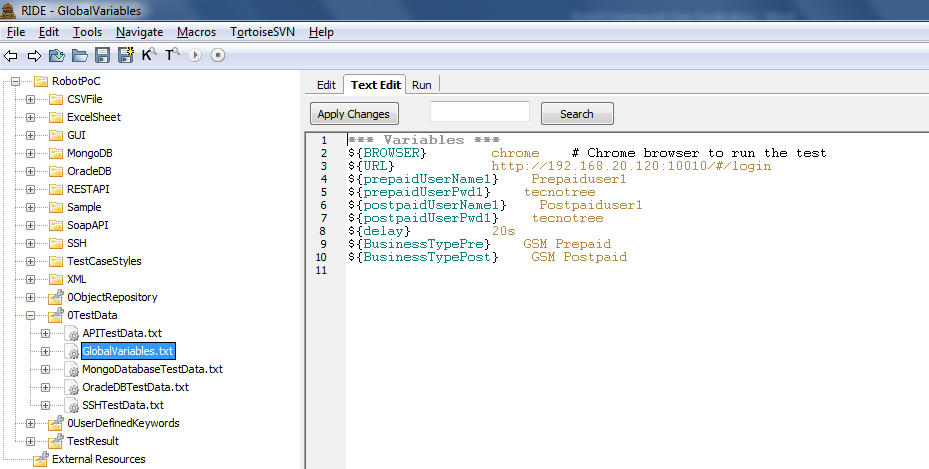 RIDE - GlobalVariables
File Edit Tools Navigate Macros TortoiseSVN Help
K T
RobotPoC
CSVFile
ExcelSheet
GUI
MongoDB
OracleDB
RESTAPI
Sample
SoapAPI
SSH
TestCaseStyles
XML
0ObjectRepository
0TestData
APITestData.txt
GlobalVariables.txt
MongoDatabaseTestData.txt
OracleDBTestData.txt
SSHTestData.txt
0UserDefinedKeywords
TestResult
External Resources
Edit Text Edit Run
Apply Changes Search
1 *** Variables ***
2 ${BROWSER} chrome # Chrome browser to run the test
3 ${URL} http://192.168.20.120:10010/#/login
4 ${prepaidUserName1} Prepaiduser1
5 ${prepaidUserPwd1} tecnotree
6 ${postpaidUserName1} Postpaiduser1
7 ${postpaidUserPwd1} tecnotree
8 ${delay} 20s
9 ${BusinessTypePre} GSM Prepaid
10 ${BusinessTypePost} GSM Postpaid
11